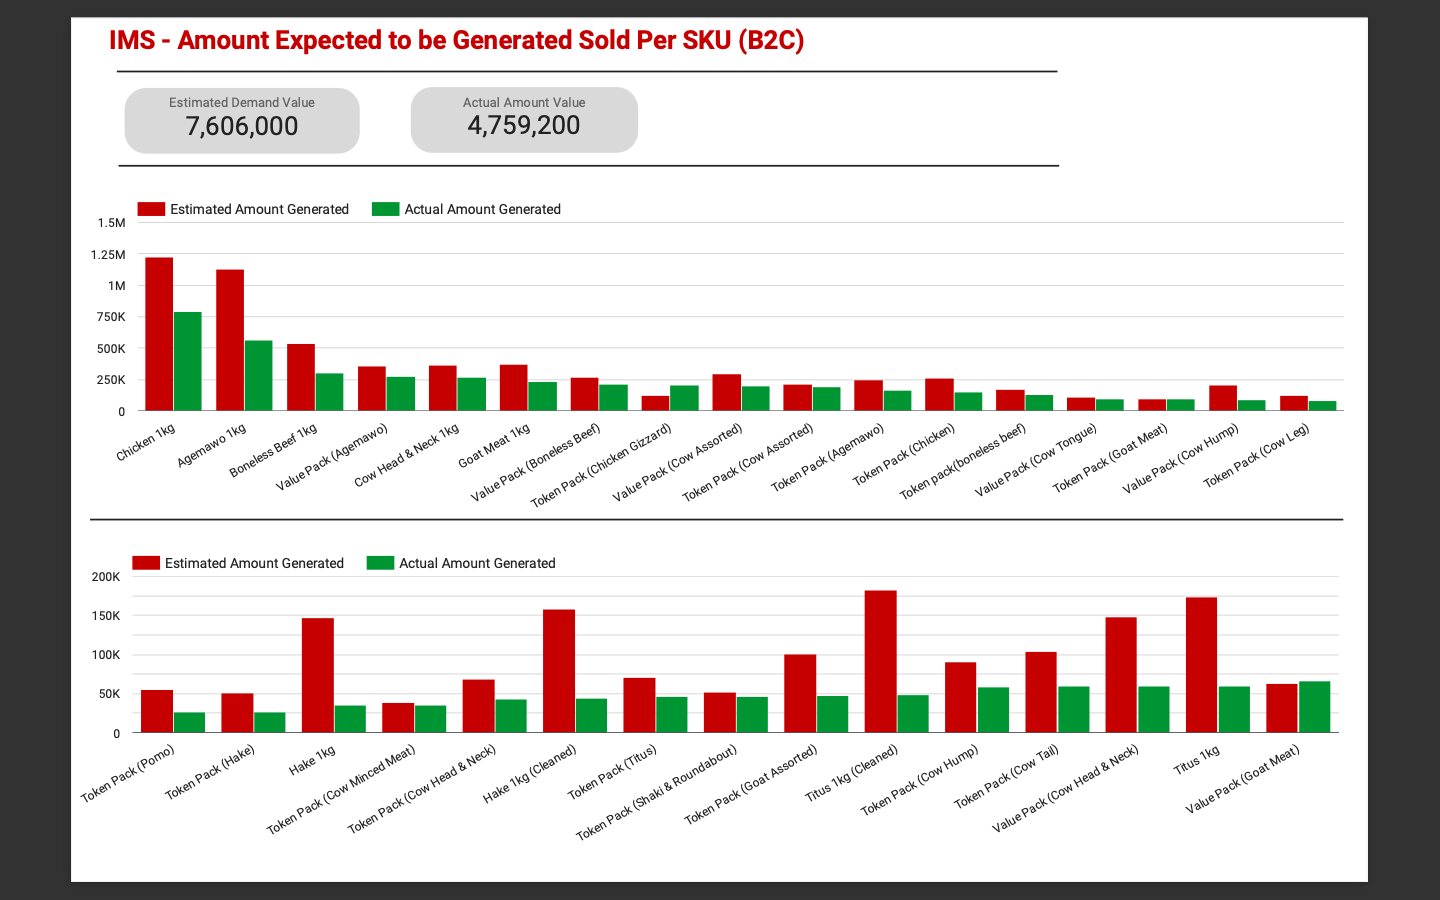 IMS - Amount Expected to be Generated Sold Per SKU (B2C)
Estimated Demand Value
7,606,000
Actual Amount Value
4,759,200
Estimated Amount Generated
Actual Amount Generated
1.5M
1.25M
1M
750K
500K
250K
0
Chicken 1kg
Agemawo 1kg
Boneless Beef 1kg
Value Pack (Agemawo)
Cow Head & Neck 1kg
Goat Meat 1kg
Value Pack (Boneless Beef)
Token Pack (Chicken Gizzard)
Value Pack (Cow Assorted)
Token Pack (Cow Assorted)
Token Pack (Agemawo)
Token Pack (Chicken)
Token pack(boneless beef)
Value Pack (Cow Tongue)
Token Pack (Goat Meat)
Value Pack (Cow Hump)
Token Pack (Cow Leg)
Estimated Amount Generated
Actual Amount Generated
200K
150K
100K
50K
0
Token Pack (Pomo)
Token Pack (Hake)
Hake 1kg
Token Pack (Cow Minced Meat)
Token Pack (Cow Head & Neck)
Hake 1kg (Cleaned)
Token Pack (Titus)
Token Pack (Shaki & Roundabout)
Token Pack (Goat Assorted)
Titus 1kg (Cleaned)
Token Pack (Cow Hump)
Token Pack (Cow Tail)
Value Pack (Cow Head & Neck)
Titus 1kg
Value Pack (Goat Meat)